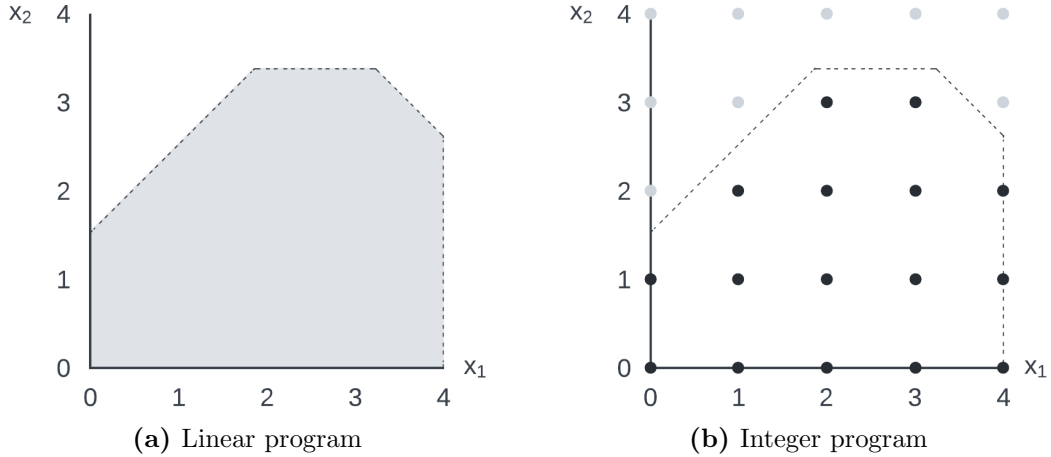 x₂ 4
3
2
1
0
0 1 2 3 4 x₁
(a) Linear program
x₂ 4
3
2
1
0
0 1 2 3 4 x₁
(b) Integer program